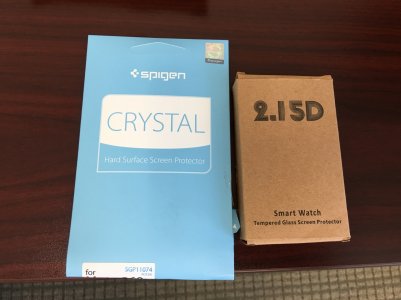 spigen
CRYSTAL
Hard Surface Screen Protector
SGP11074
for
2.15D
Smart Watch
Tempered Glass Screen Protector